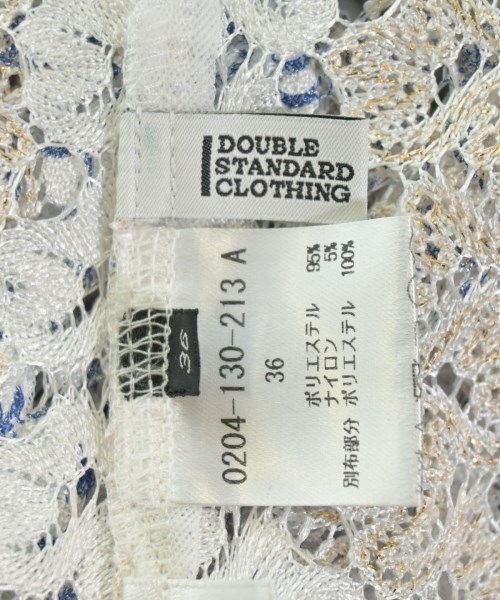 DOUBLE
STANDARD
CLOTHING
36
0204-130-213 A
36
ポリエステル 95%
ナイロン 5%
別布部分 ポリエステル 100%